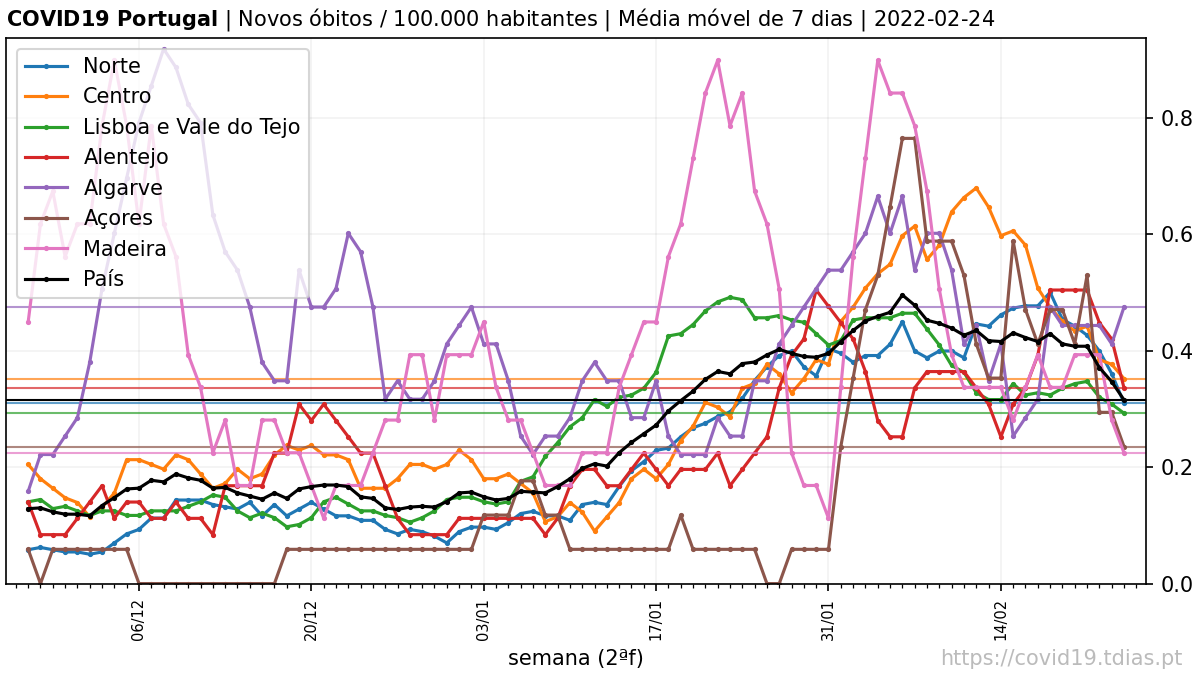 COVID19 Portugal | Novos óbitos / 100.000 habitantes | Média móvel de 7 dias | 2022-02-24
Norte
Centro
Lisboa e Vale do Tejo
Alentejo
Algarve
Açores
Madeira
País
0.8
0.6
0.4
0.2
0.0
06/12
20/12
03/01
17/01
31/01
14/02
semana (2ªf)
https://covid19.tdias.pt